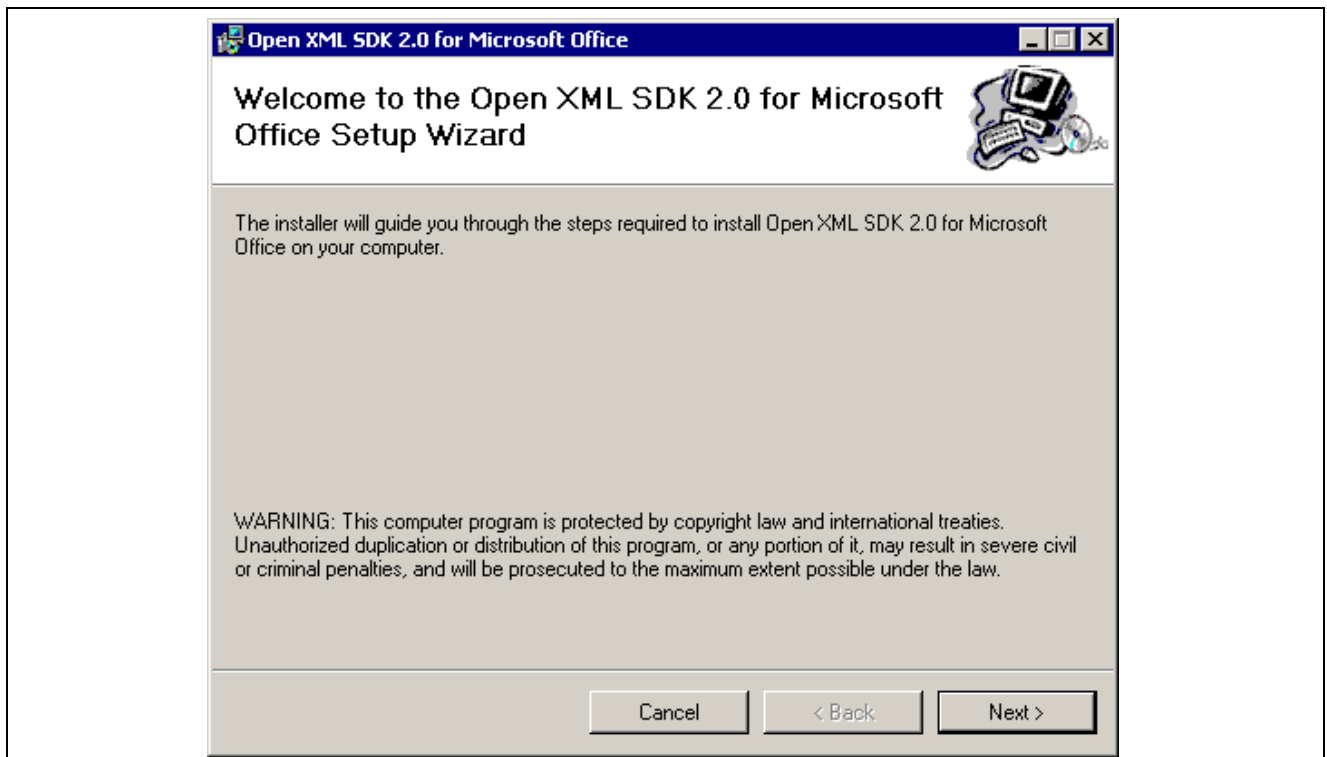 Open XML SDK 2.0 for Microsoft Office
Welcome to the Open XML SDK 2.0 for Microsoft
Office Setup Wizard
The installer will guide you through the steps required to install Open XML SDK 2.0 for Microsoft
Office on your computer.
WARNING: This computer program is protected by copyright law and international treaties.
Unauthorized duplication or distribution of this program, or any portion of it, may result in severe civil
or criminal penalties, and will be prosecuted to the maximum extent possible under the law.
Cancel < Back Next >